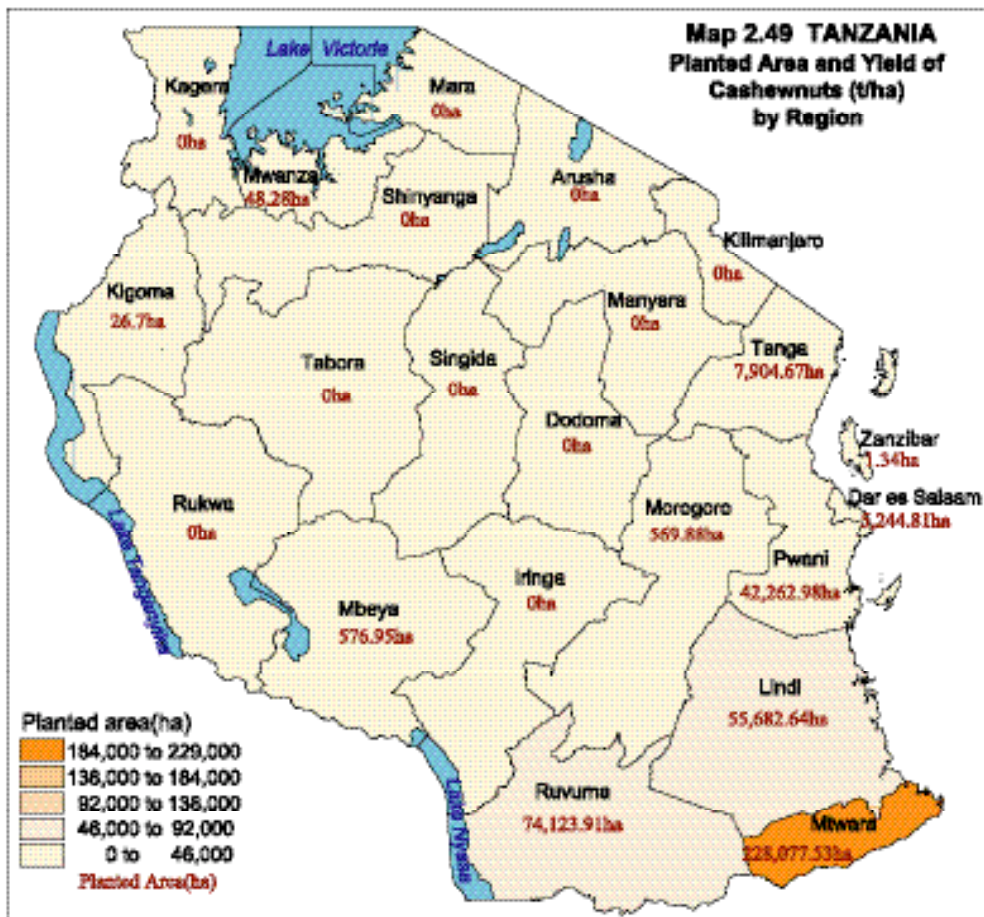 Map 2.49 TANZANIA
Planted Area and Yield of
Cashewnuts (t/ha)
by Region
Lake Victoria
Kagera
0ha
Mara
0ha
Mwanza
48.28ha
Shinyanga
0ha
Arusha
0ha
Kilimanjaro
0ha
Kigoma
26.7ha
Manyara
0ha
Tabora
0ha
Singida
0ha
Tanga
7,904.67ha
Dodoma
0ha
Zanzibar
1.34ha
Rukwa
0ha
Morogoro
569.88ha
Dar es Salaam
3,244.81ha
Pwani
42,262.98ha
Lake Tanganyika
Iringa
0ha
Mbeya
576.95ha
Lindi
55,682.64ha
Ruvuma
74,123.91ha
Lake Nyasa
Mtwara
228,077.53ha
Planted area(ha)
184,000 to 229,000
138,000 to 184,000
92,000 to 138,000
46,000 to 92,000
0 to 46,000
Planted Area(ha)